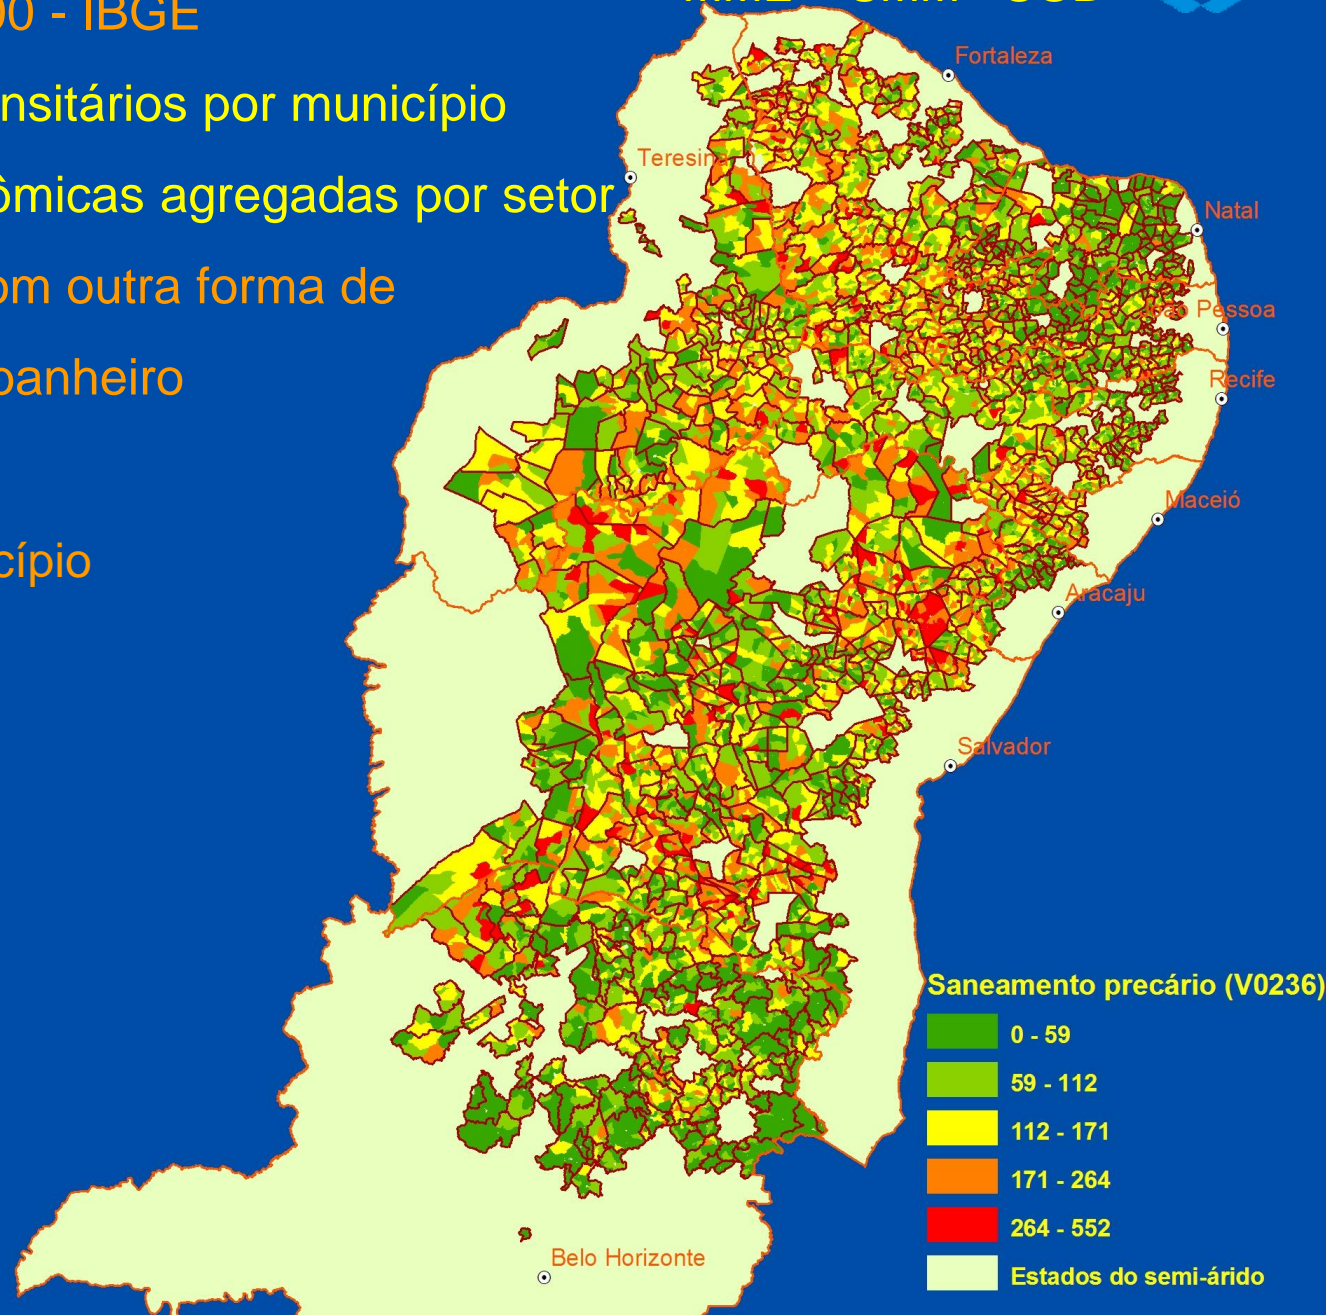 00 - IBGE
nsitários por município
ômicas agregadas por setor
om outra forma de
banheiro
cípio
Fortaleza
Teresina
Natal
João Pessoa
Recife
Maceió
Aracaju
Salvador
Belo Horizonte
Saneamento precário (V0236)
0 - 59
59 - 112
112 - 171
171 - 264
264 - 552
Estados do semi-árido